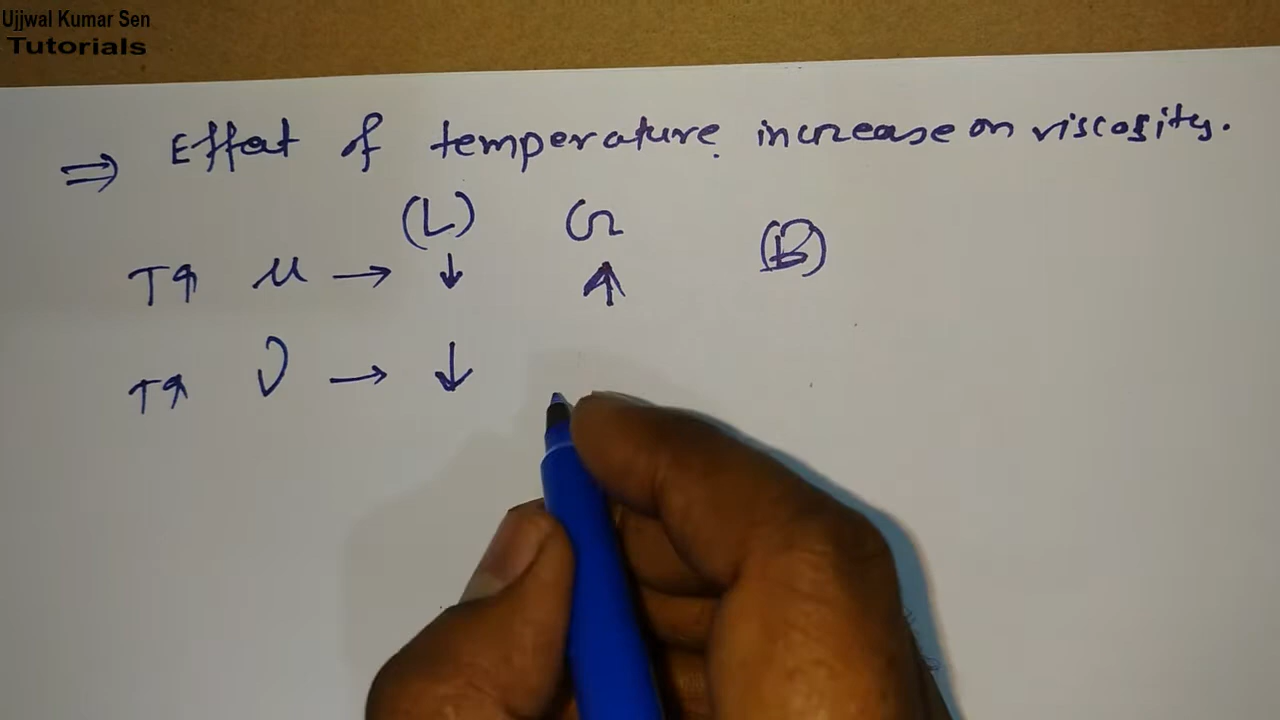 Ujjwal Kumar Sen
Tutorials
⇒ Effect of temperature increase on viscosity.
(L) G
T↑ μ → ↓ ↑
T↑ ν → ↓